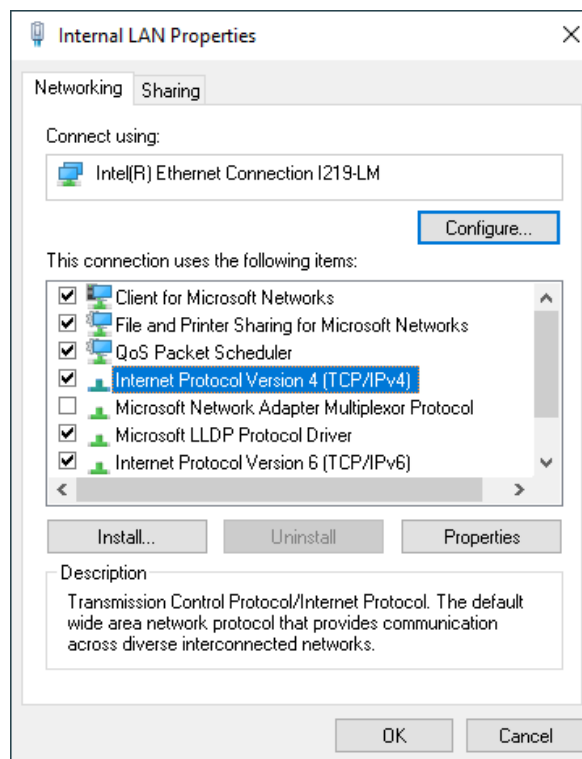 Internal LAN Properties
Networking
Sharing
Connect using:
Intel(R) Ethernet Connection I219-LM
Configure...
This connection uses the following items:
Client for Microsoft Networks
File and Printer Sharing for Microsoft Networks
QoS Packet Scheduler
Internet Protocol Version 4 (TCP/IPv4)
Microsoft Network Adapter Multiplexor Protocol
Microsoft LLDP Protocol Driver
Internet Protocol Version 6 (TCP/IPv6)
Install...
Uninstall
Properties
Description
Transmission Control Protocol/Internet Protocol. The default
wide area network protocol that provides communication
across diverse interconnected networks.
OK
Cancel